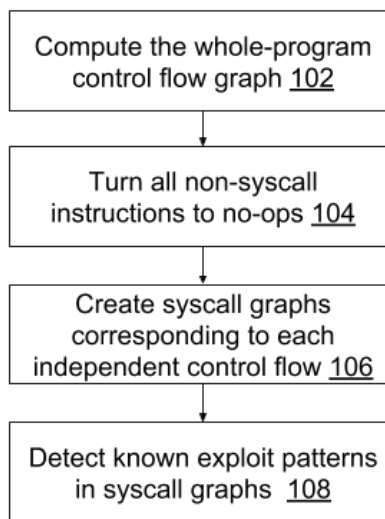 Compute the whole-program
control flow graph 102
Turn all non-syscall
instructions to no-ops 104
Create syscall graphs
corresponding to each
independent control flow 106
Detect known exploit patterns
in syscall graphs 108